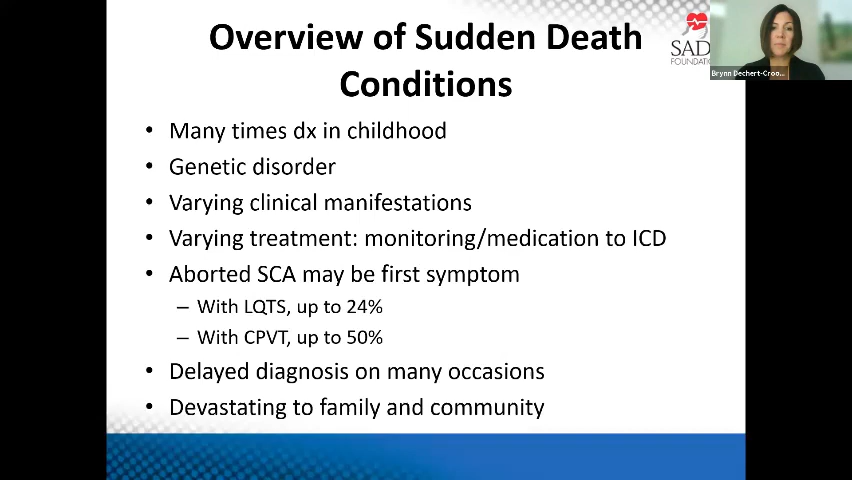 Overview of Sudden Death
Conditions
SAD
FOUNDATI
Brynn Dechert-Croo...
• Many times dx in childhood
• Genetic disorder
• Varying clinical manifestations
• Varying treatment: monitoring/medication to ICD
• Aborted SCA may be first symptom
– With LQTS, up to 24%
– With CPVT, up to 50%
• Delayed diagnosis on many occasions
• Devastating to family and community